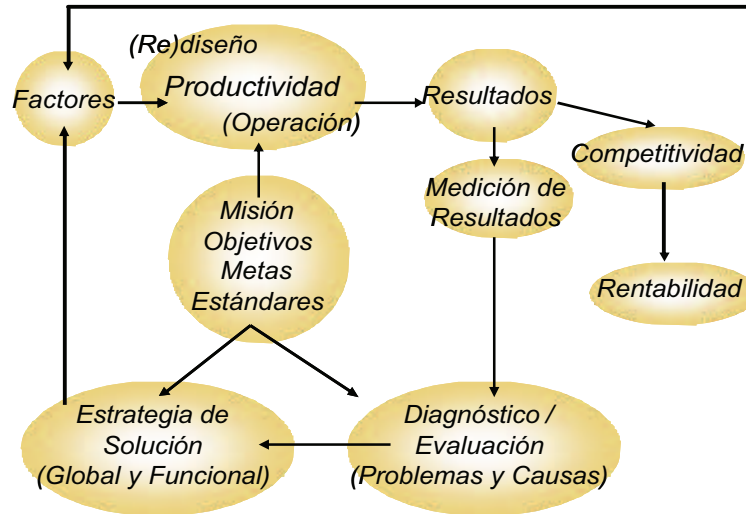 (Re)diseño
Productividad
(Operación)
Factores
Resultados
Competitividad
Medición de
Resultados
Misión
Objetivos
Metas
Estándares
Rentabilidad
Estrategia de
Solución
(Global y Funcional)
Diagnóstico /
Evaluación
(Problemas y Causas)